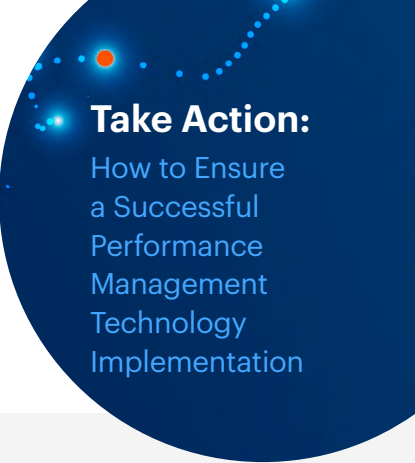 Take Action:
How to Ensure
a Successful
Performance
Management
Technology
Implementation